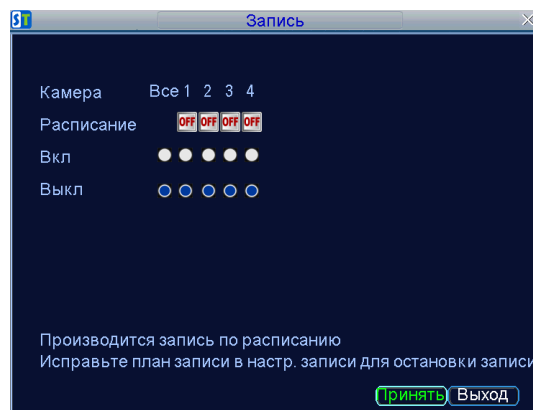 ST Запись
Камера Все 1 2 3 4
Расписание OFF OFF OFF OFF
Вкл
Выкл
Производится запись по расписанию
Исправьте план записи в настр. записи для остановки записи
Принять Выход